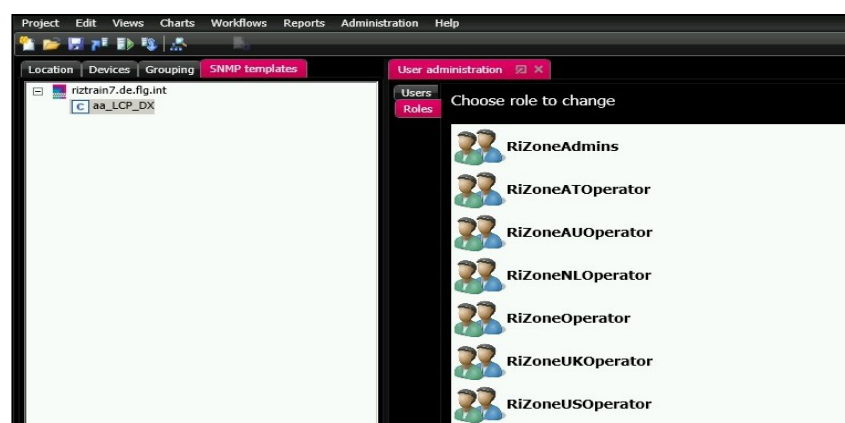 Project Edit Views Charts Workflows Reports Administration Help
Location Devices Grouping SNMP templates
riztrain7.de.flg.int
C aa_LCP_DX
User administration
Users
Roles
Choose role to change
RiZoneAdmins
RiZoneATOperator
RiZoneAUOperator
RiZoneNLOperator
RiZoneOperator
RiZoneUKOperator
RiZoneUSOperator